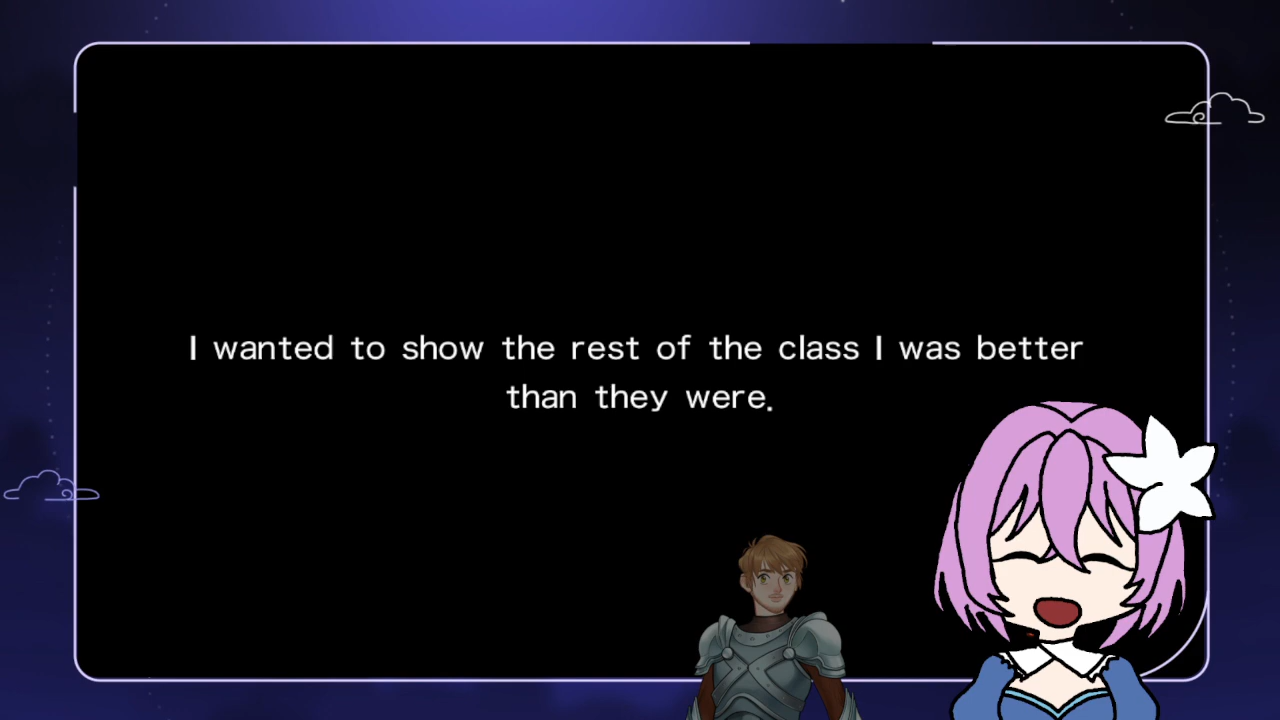 I wanted to show the rest of the class I was better
than they were.